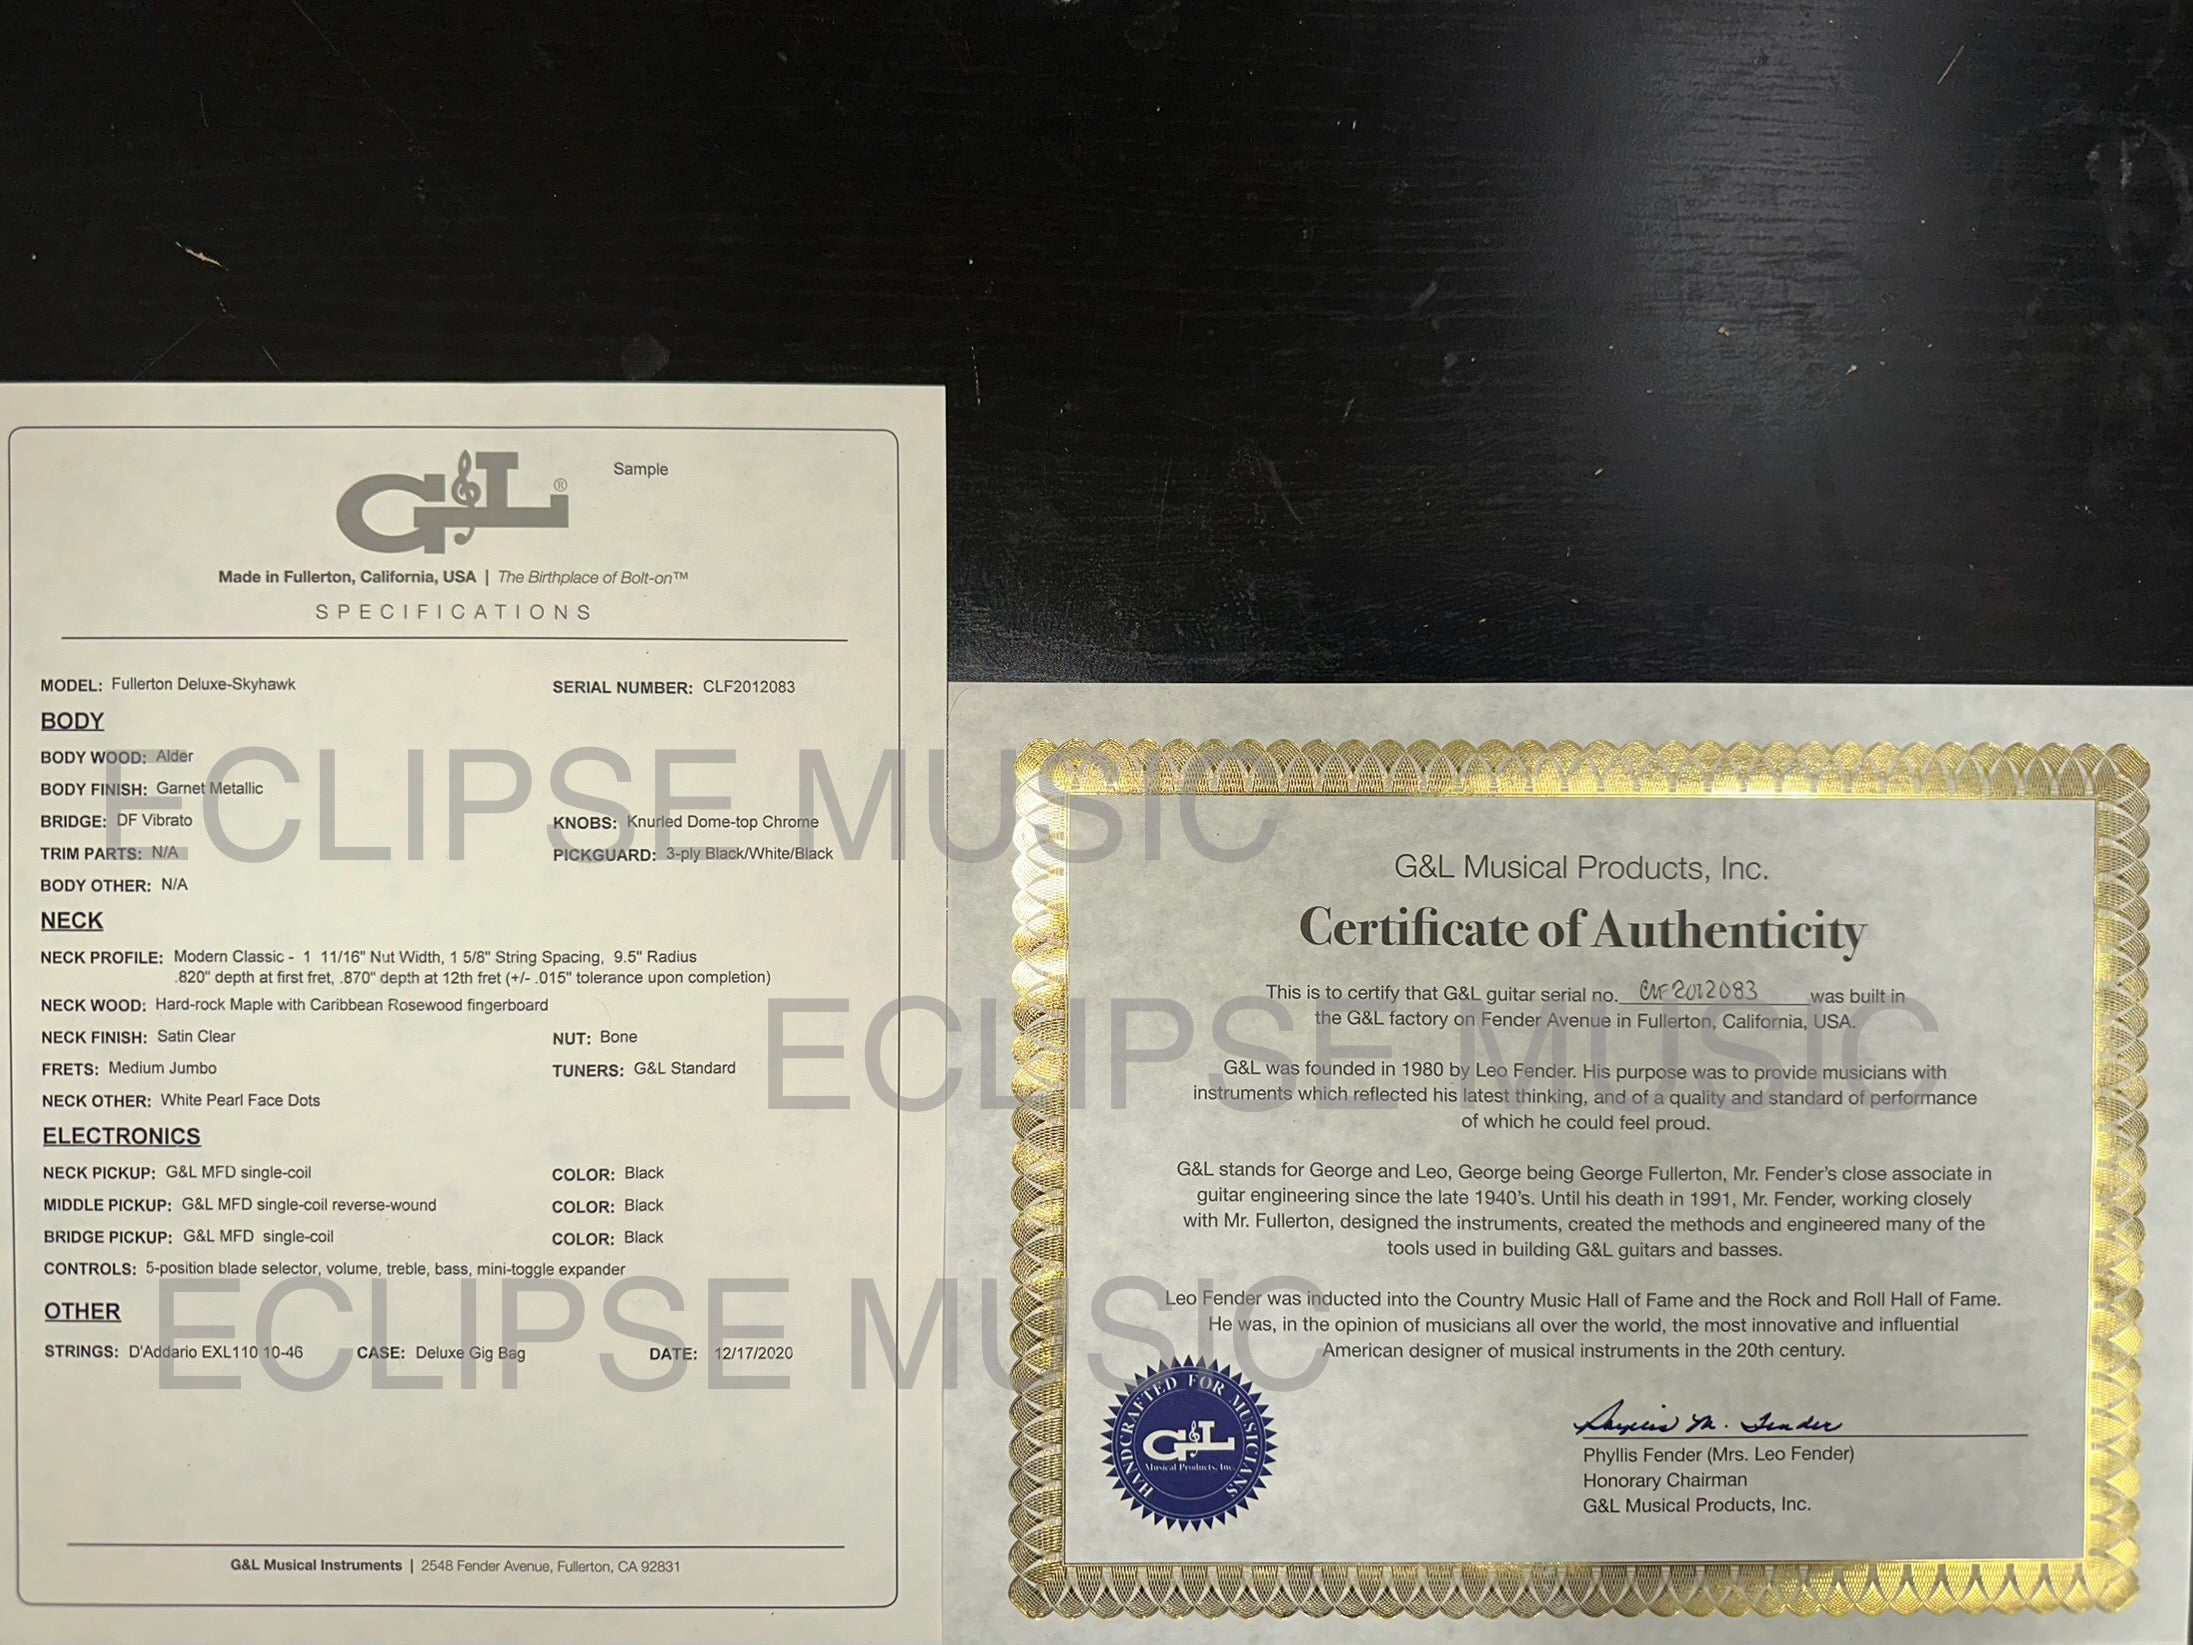 G&L®
Sample
Made in Fullerton, California, USA | The Birthplace of Bolt-on™
SPECIFICATIONS
MODEL: Fullerton Deluxe-Skyhawk SERIAL NUMBER: CLF2012083
BODY
BODY WOOD: Alder
BODY FINISH: Garnet Metallic
BRIDGE: DF Vibrato KNOBS: Knurled Dome-top Chrome
TRIM PARTS: N/A PICKGUARD: 3-ply Black/White/Black
BODY OTHER: N/A
NECK
NECK PROFILE: Modern Classic - 1 11/16" Nut Width, 1 5/8" String Spacing, 9.5" Radius
.820" depth at first fret, .870" depth at 12th fret (+/- .015" tolerance upon completion)
NECK WOOD: Hard-rock Maple with Caribbean Rosewood fingerboard
NECK FINISH: Satin Clear NUT: Bone
FRETS: Medium Jumbo TUNERS: G&L Standard
NECK OTHER: White Pearl Face Dots
ELECTRONICS
NECK PICKUP: G&L MFD single-coil COLOR: Black
MIDDLE PICKUP: G&L MFD single-coil reverse-wound COLOR: Black
BRIDGE PICKUP: G&L MFD single-coil COLOR: Black
CONTROLS: 5-position blade selector, volume, treble, bass, mini-toggle expander
OTHER
STRINGS: D'Addario EXL110 10-46 CASE: Deluxe Gig Bag DATE: 12/17/2020
G&L Musical Instruments | 2548 Fender Avenue, Fullerton, CA 92831
G&L Musical Products, Inc.
Certificate of Authenticity
This is to certify that G&L guitar serial no. CLF2012083 was built in
the G&L factory on Fender Avenue in Fullerton, California, USA.
G&L was founded in 1980 by Leo Fender. His purpose was to provide musicians with
instruments which reflected his latest thinking, and of a quality and standard of performance
of which he could feel proud.
G&L stands for George and Leo, George being George Fullerton, Mr. Fender's close associate in
guitar engineering since the late 1940's. Until his death in 1991, Mr. Fender, working closely
with Mr. Fullerton, designed the instruments, created the methods and engineered many of the
tools used in building G&L guitars and basses.
Leo Fender was inducted into the Country Music Hall of Fame and the Rock and Roll Hall of Fame.
He was, in the opinion of musicians all over the world, the most innovative and influential
American designer of musical instruments in the 20th century.
HANDCRAFTED FOR MUSICIANS
G&L
Musical Products, Inc.
Phyllis M. Fender
Phyllis Fender (Mrs. Leo Fender)
Honorary Chairman
G&L Musical Products, Inc.
ECLIPSE MUSIC
ECLIPSE MUSIC
ECLIPSE MUSIC